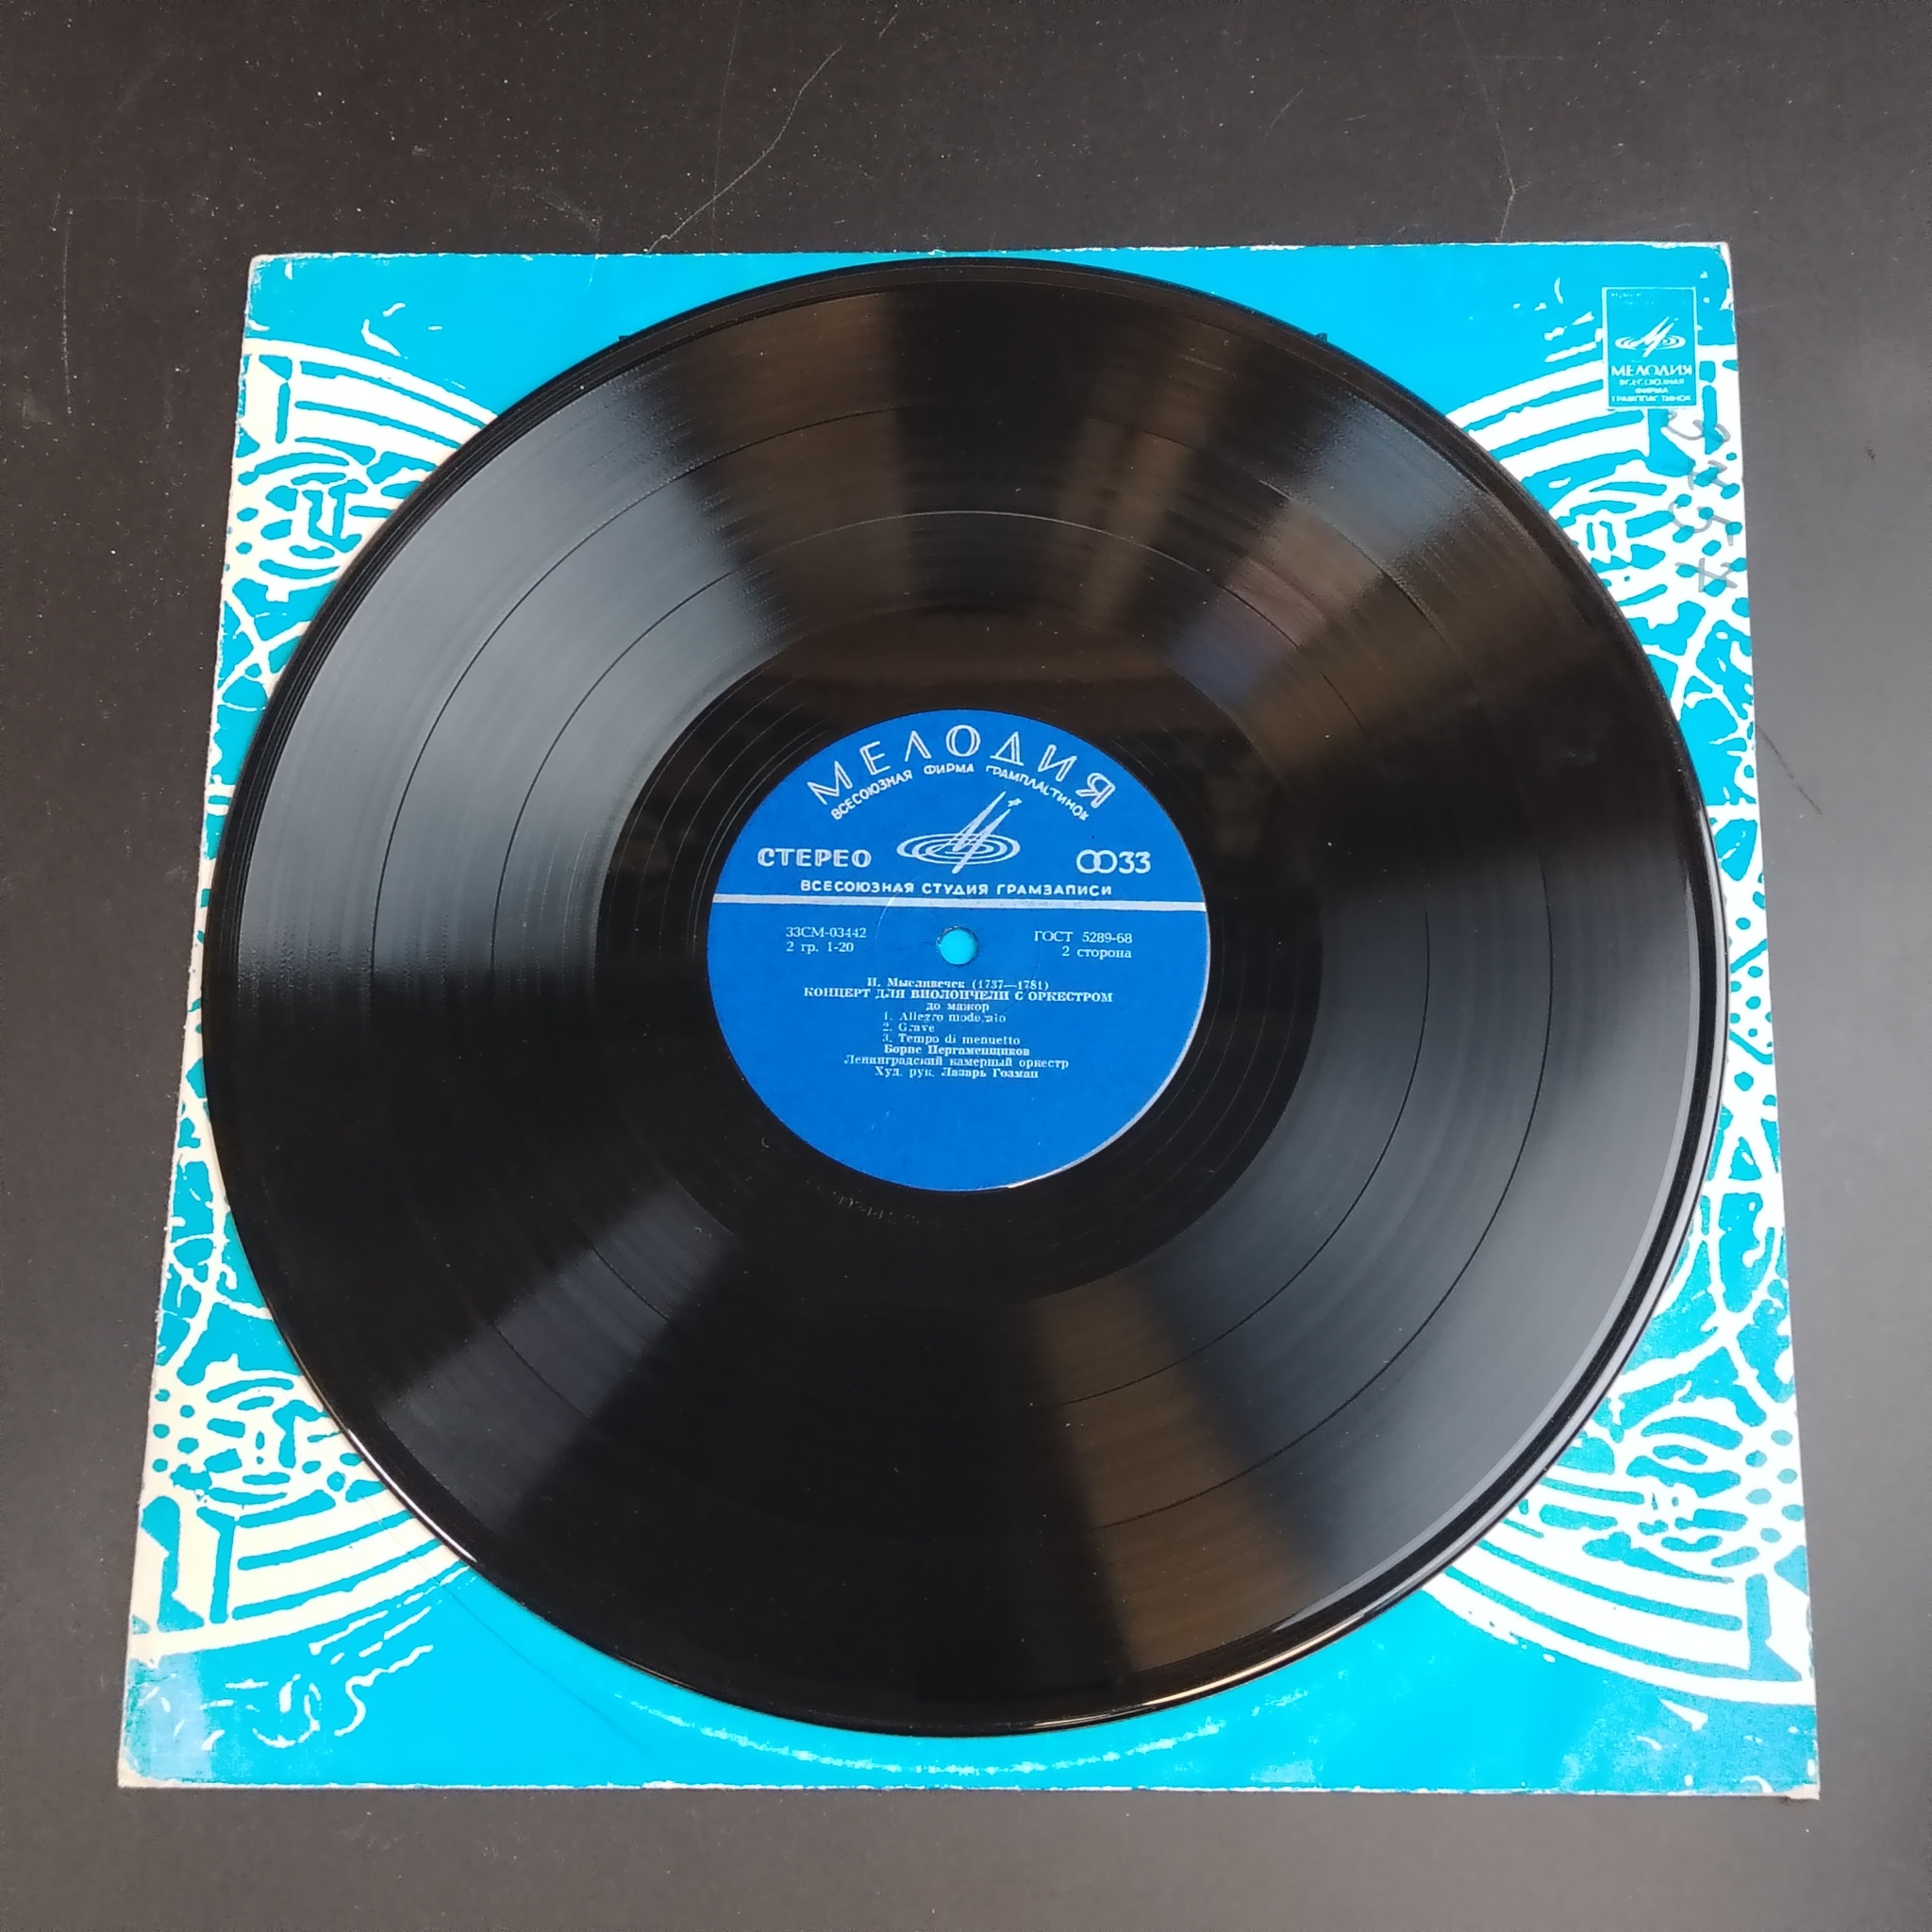 МЕЛОДИЯ
ВСЕСОЮЗНАЯ
ФИРМА
ГРАМПЛАСТИНОК
МЕЛОДИЯ
ВСЕСОЮЗНАЯ ФИРМА ГРАМПЛАСТИНОК
СТЕРЕО 33
ВСЕСОЮЗНАЯ СТУДИЯ ГРАМЗАПИСИ
33СМ-03442 ГОСТ 5289-68
2 гр. 1-20 2 сторона
И. Мысливечек (1737—1781)
КОНЦЕРТ ДЛЯ ВИОЛОНЧЕЛИ С ОРКЕСТРОМ
до мажор
1. Allegro moderato
2. Grave
3. Tempo di menuetto
Борис Пергаменщиков
Ленинградский камерный оркестр
Худ. рук. Лазарь Гозман